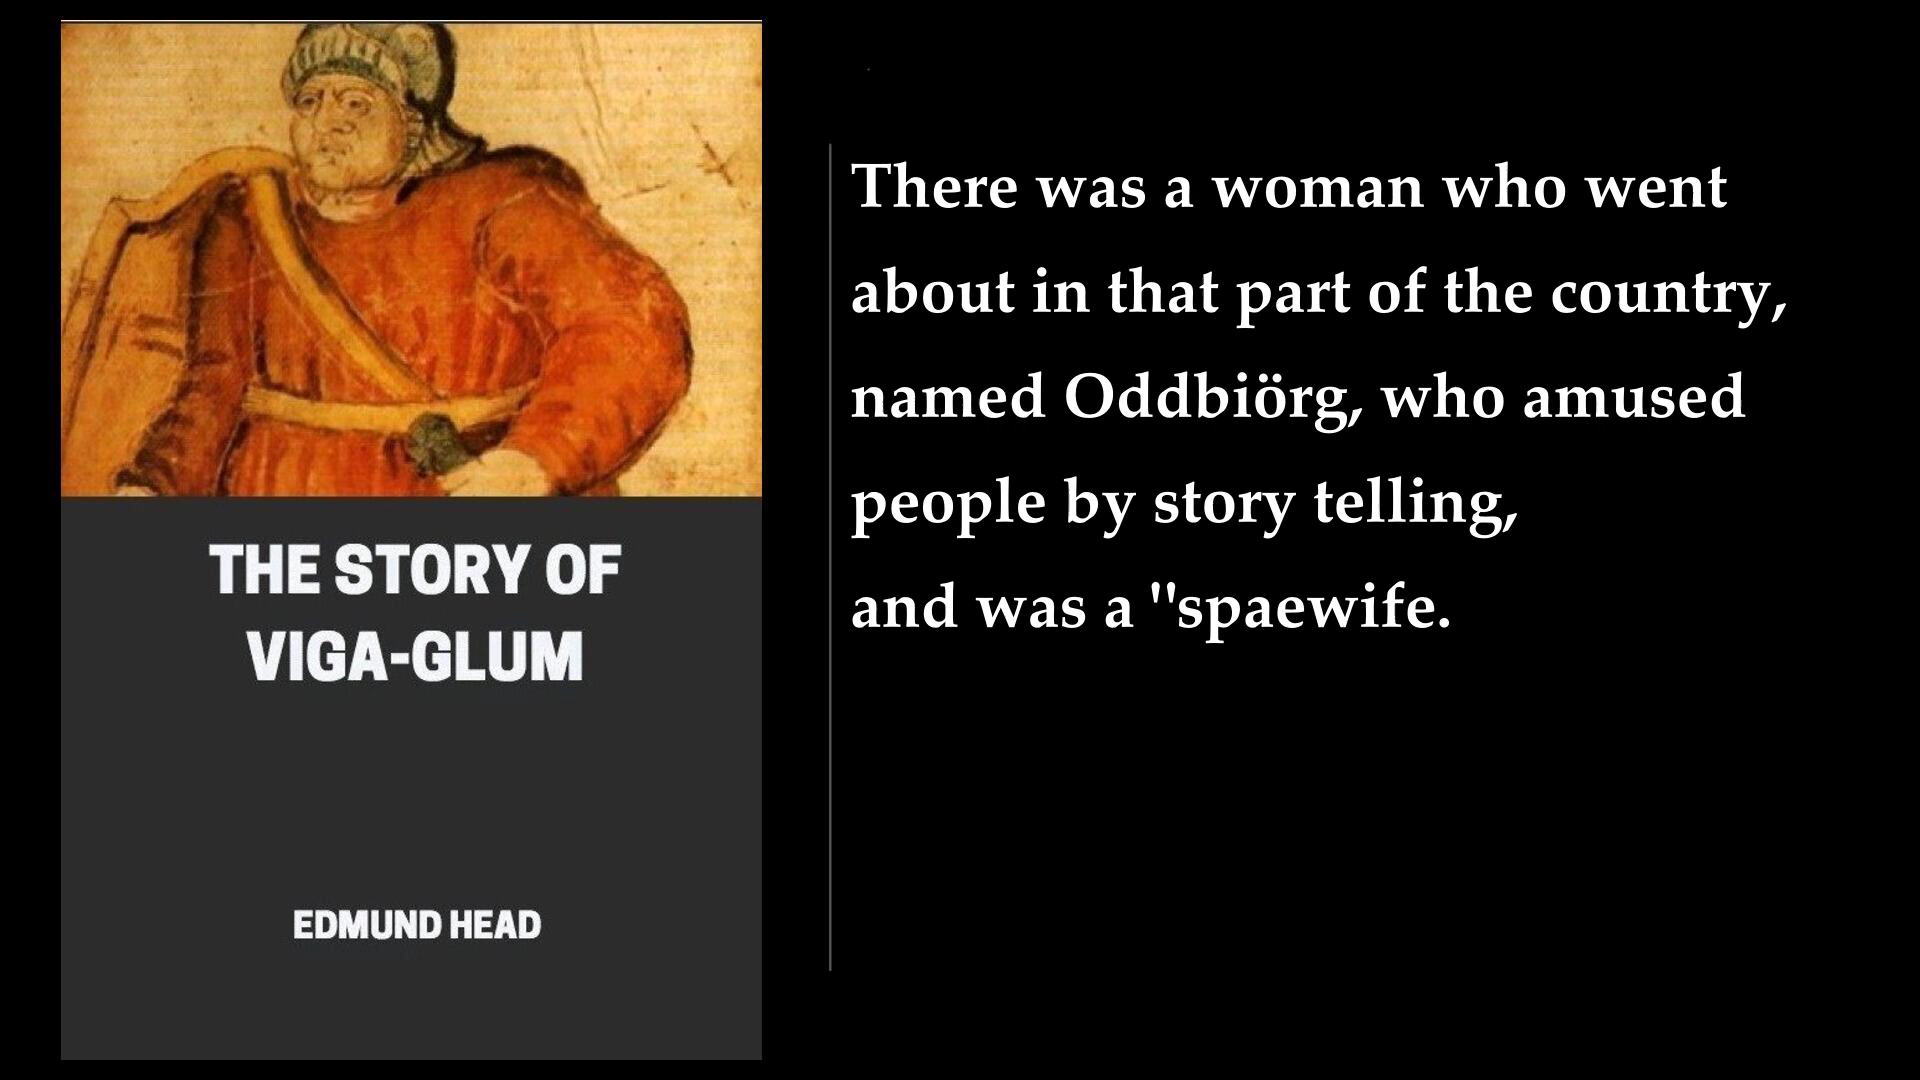 THE STORY OF
VIGA-GLUM
EDMUND HEAD
There was a woman who went
about in that part of the country,
named Oddbiörg, who amused
people by story telling,
and was a "spaewife.